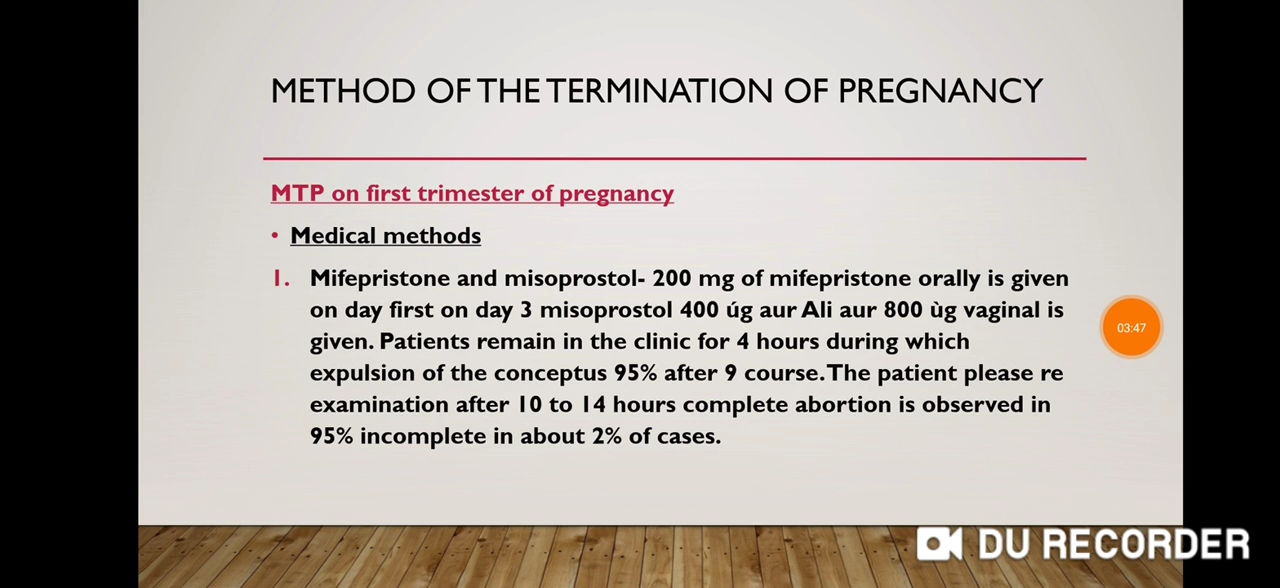 METHOD OF THE TERMINATION OF PREGNANCY
MTP on first trimester of pregnancy
• Medical methods
1. Mifepristone and misoprostol- 200 mg of mifepristone orally is given
on day first on day 3 misoprostol 400 úg aur Ali aur 800 ùg vaginal is
given. Patients remain in the clinic for 4 hours during which
expulsion of the conceptus 95% after 9 course.The patient please re
examination after 10 to 14 hours complete abortion is observed in
95% incomplete in about 2% of cases.
03:47
DU RECORDER